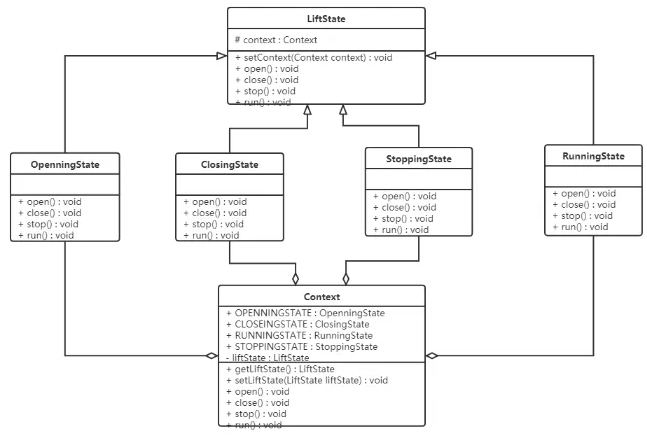 LiftState
# context : Context
+ setContext(Context context) : void
+ open() : void
+ close() : void
+ stop() : void
+ run() : void
OpenningState
+ open() : void
+ close() : void
+ stop() : void
+ run() : void
ClosingState
+ open() : void
+ close() : void
+ stop() : void
+ run() : void
StoppingState
+ open() : void
+ close() : void
+ stop() : void
+ run() : void
RunningState
+ open() : void
+ close() : void
+ stop() : void
+ run() : void
Context
+ OPENNINGSTATE : OpenningState
+ CLOSEINGSTATE : ClosingState
+ RUNNINGSTATE : RunningState
+ STOPPINGSTATE : StoppingState
- liftState : LiftState
+ getLiftState() : LiftState
+ setLiftState(LiftState liftState) : void
+ open() : void
+ close() : void
+ stop() : void
+ run() : void